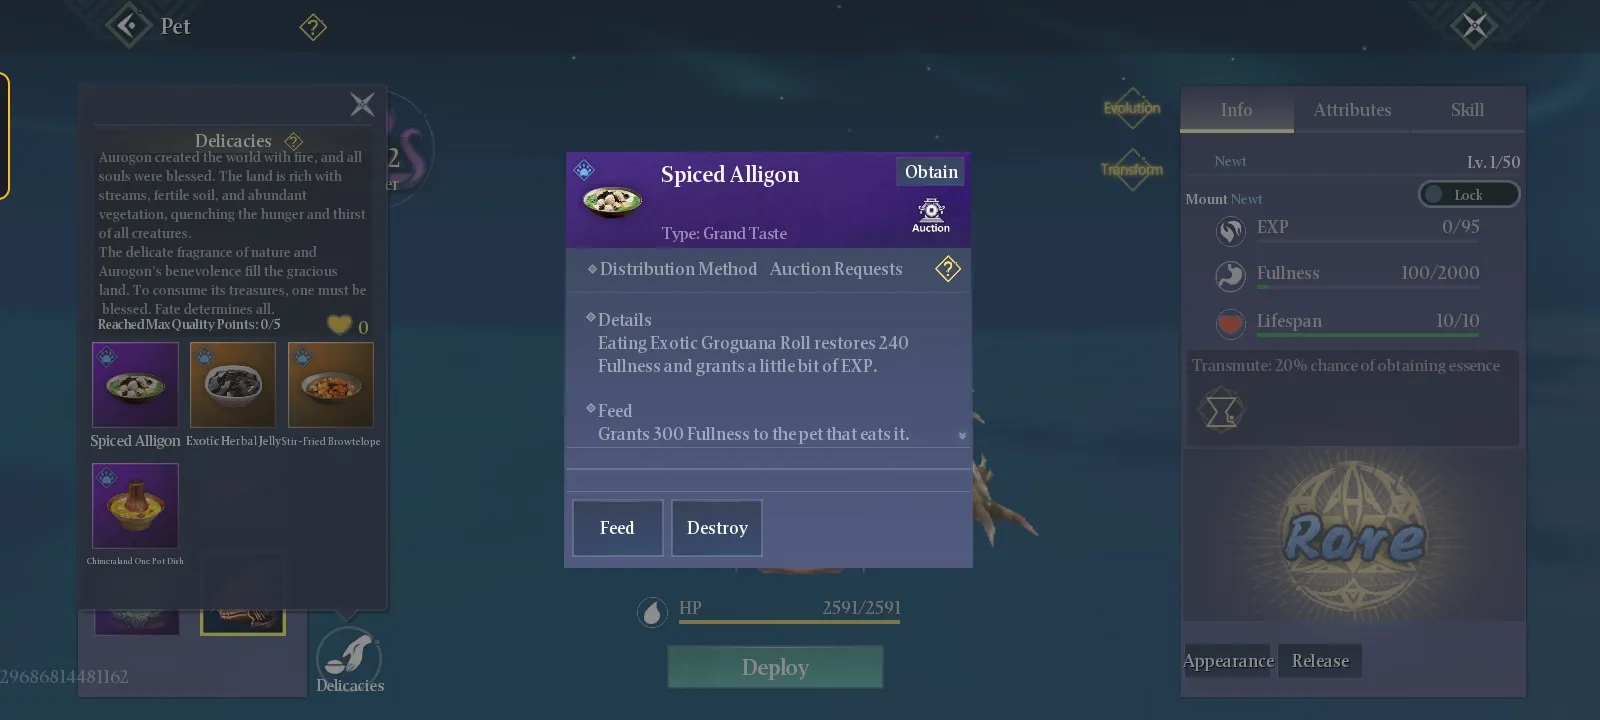 Pet
?
Delicacies ?
Aurogon created the world with fire, and all
souls were blessed. The land is rich with
streams, fertile soil, and abundant
vegetation, quenching the hunger and thirst
of all creatures.
The delicate fragrance of nature and
Aurogon's benevolence fill the gracious
land. To consume its treasures, one must be
blessed. Fate determines all.
Reached Max Quality Points: 0/5
0
Spiced Alligon
Exotic Herbal Jelly
Stir-Fried Browtelope
Chimeraland One Pot Dish
29686814481162
Delicacies
2
er
Spiced Alligon
Obtain
Auction
Type: Grand Taste
Distribution Method Auction Requests ?
Details
Eating Exotic Groguana Roll restores 240
Fullness and grants a little bit of EXP.
Feed
Grants 300 Fullness to the pet that eats it.
Feed
Destroy
HP 2591/2591
Deploy
Evolution
Transform
Info Attributes Skill
Newt Lv. 1/50
Mount Newt Lock
EXP 0/95
Fullness 100/2000
Lifespan 10/10
Transmute: 20% chance of obtaining essence
Rare
Appearance Release